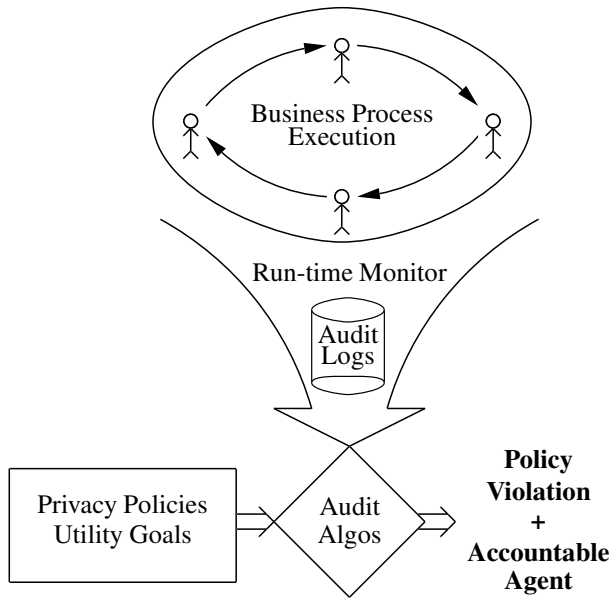 Business Process
Execution
Run-time Monitor
Audit
Logs
Privacy Policies
Utility Goals
Audit
Algos
Policy
Violation
+
Accountable
Agent